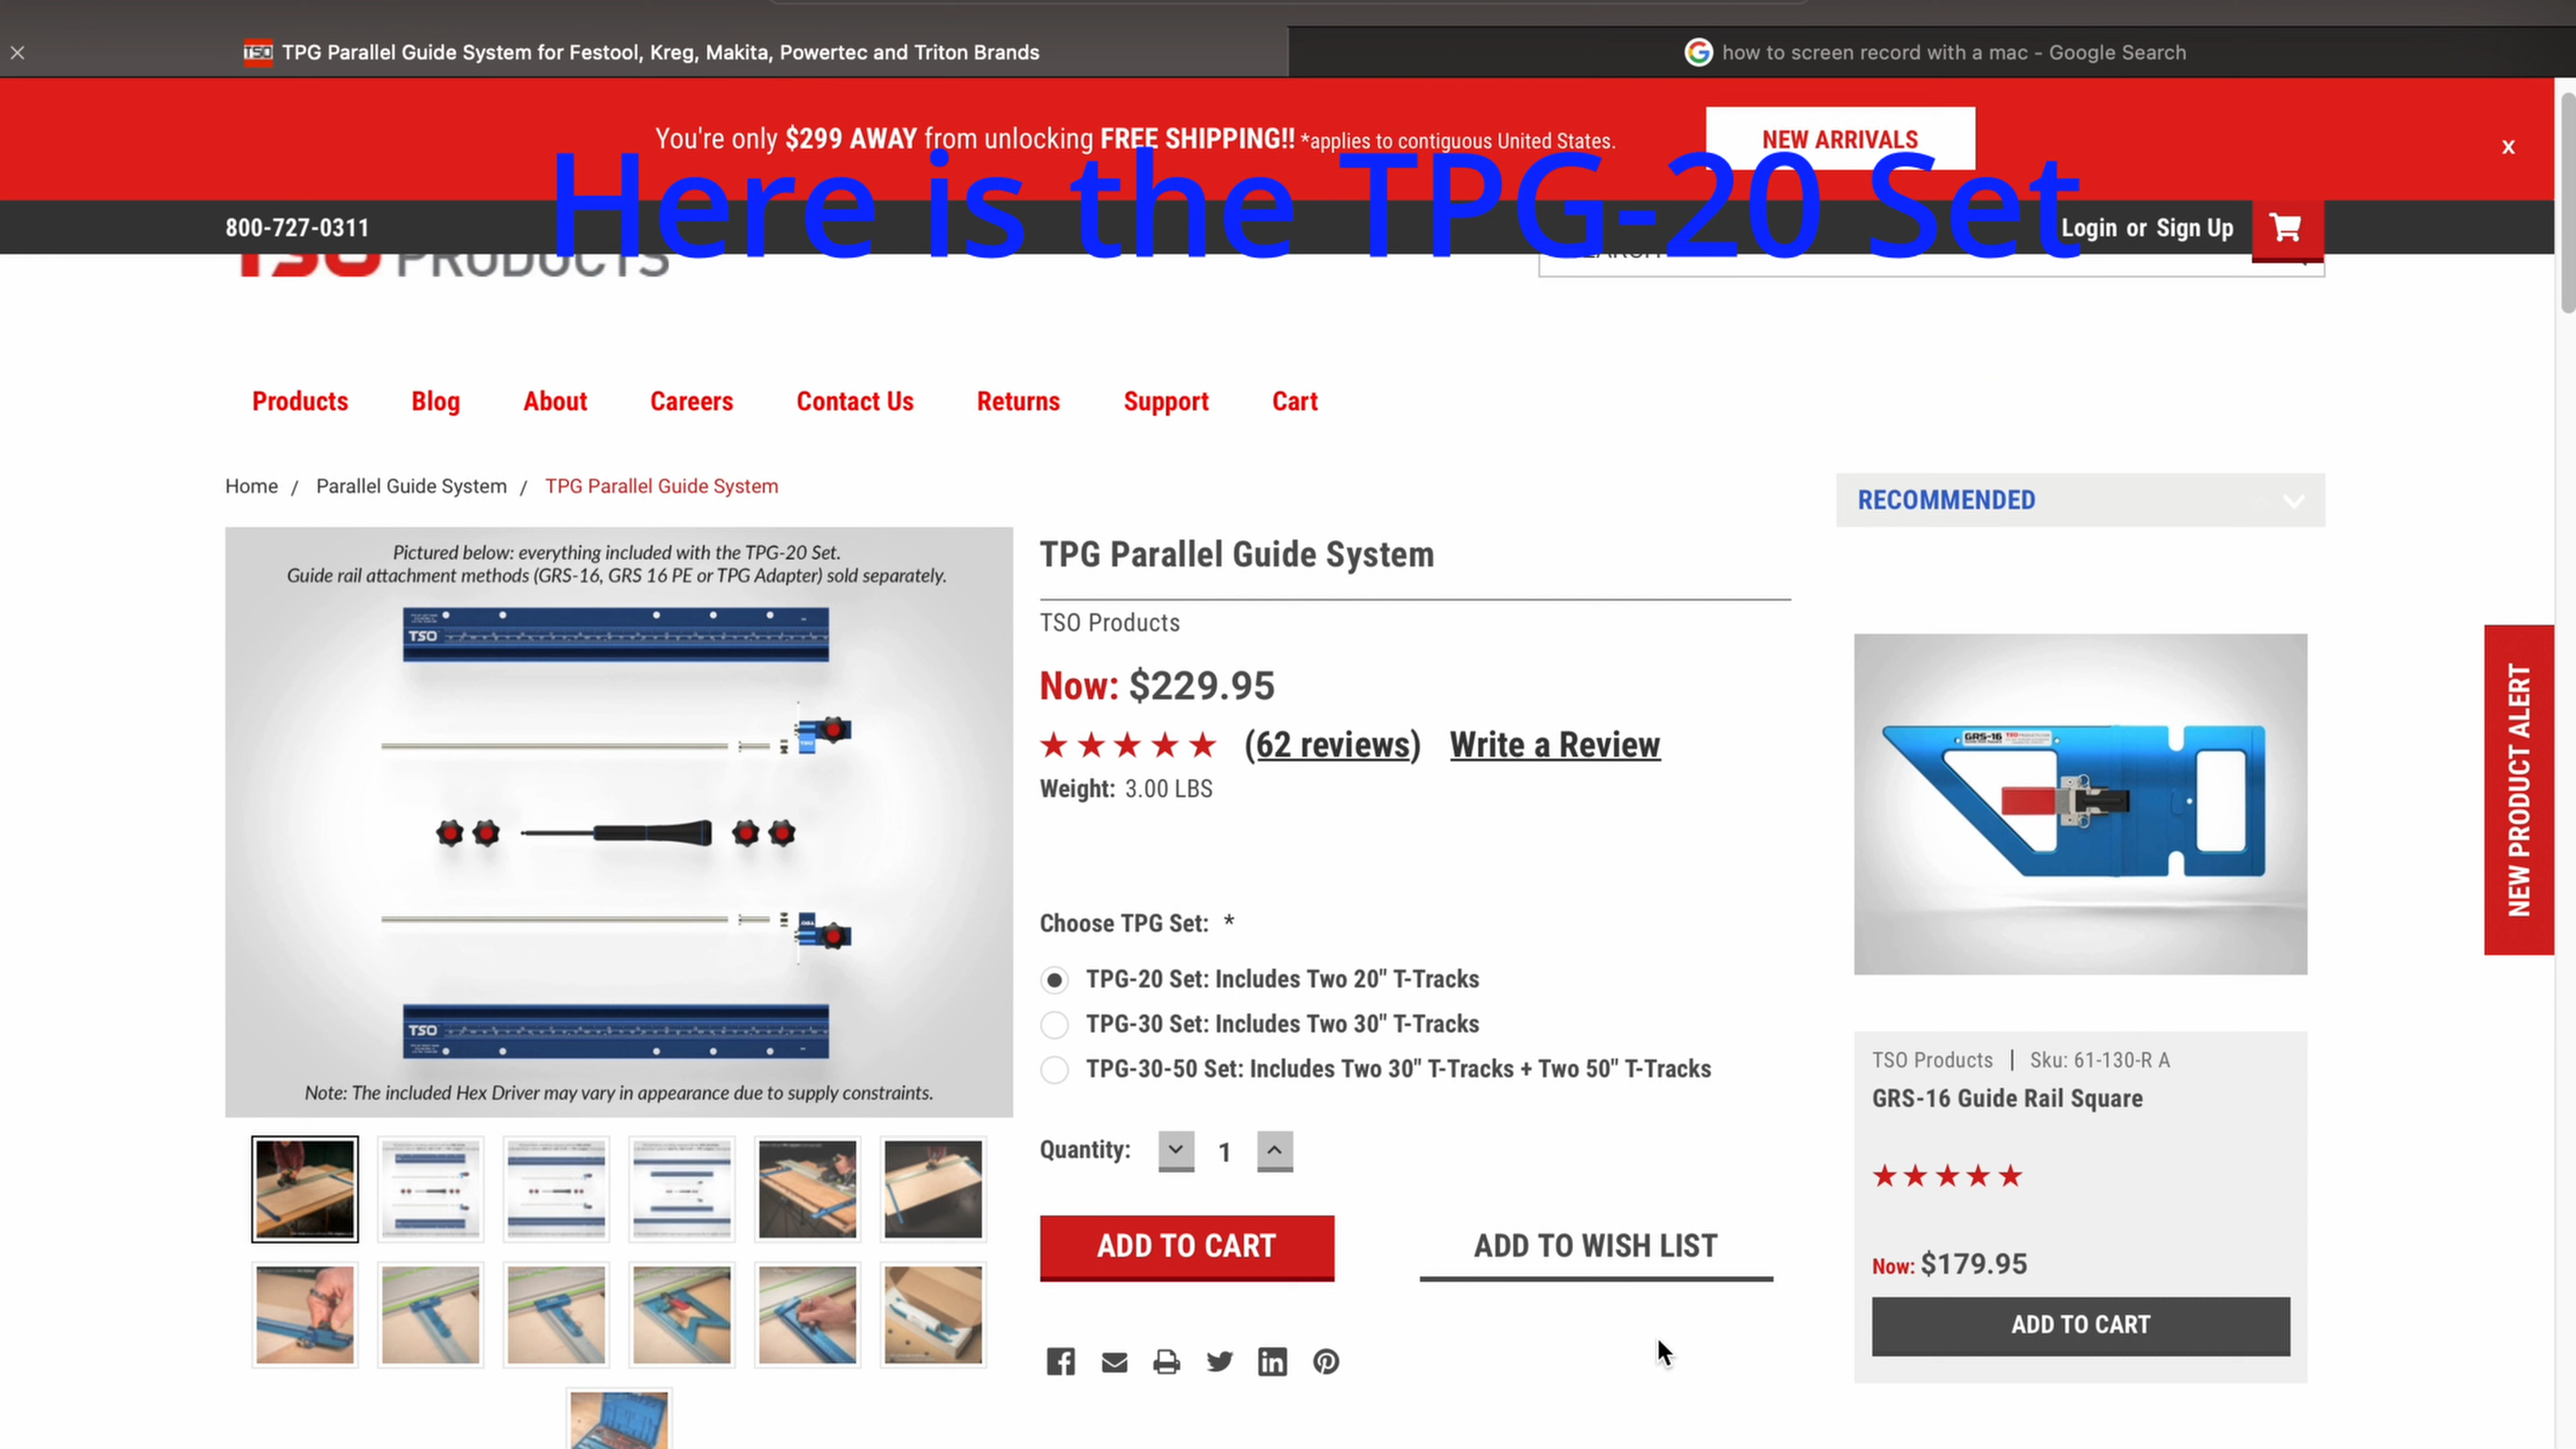 TSO TPG Parallel Guide System for Festool, Kreg, Makita, Powertec and Triton Brands
how to screen record with a mac - Google Search
You're only $299 AWAY from unlocking FREE SHIPPING!! *applies to contiguous United States.
NEW ARRIVALS
x
Here is the TPG-20 Set
800-727-0311
Login or Sign Up
TSO PRODUCTS
SEARCH
Products Blog About Careers Contact Us Returns Support Cart
Home / Parallel Guide System / TPG Parallel Guide System
RECOMMENDED
Pictured below: everything included with the TPG-20 Set.
Guide rail attachment methods (GRS-16, GRS 16 PE or TPG Adapter) sold separately.
TSO
TSO
Note: The included Hex Driver may vary in appearance due to supply constraints.
TPG Parallel Guide System
TSO Products
Now: $229.95
(62 reviews) Write a Review
Weight: 3.00 LBS
Choose TPG Set: *
TPG-20 Set: Includes Two 20" T-Tracks
TPG-30 Set: Includes Two 30" T-Tracks
TPG-30-50 Set: Includes Two 30" T-Tracks + Two 50" T-Tracks
Quantity: 1
ADD TO CART
ADD TO WISH LIST
GRS-16
NEW PRODUCT ALERT
TSO Products | Sku: 61-130-R A
GRS-16 Guide Rail Square
Now: $179.95
ADD TO CART